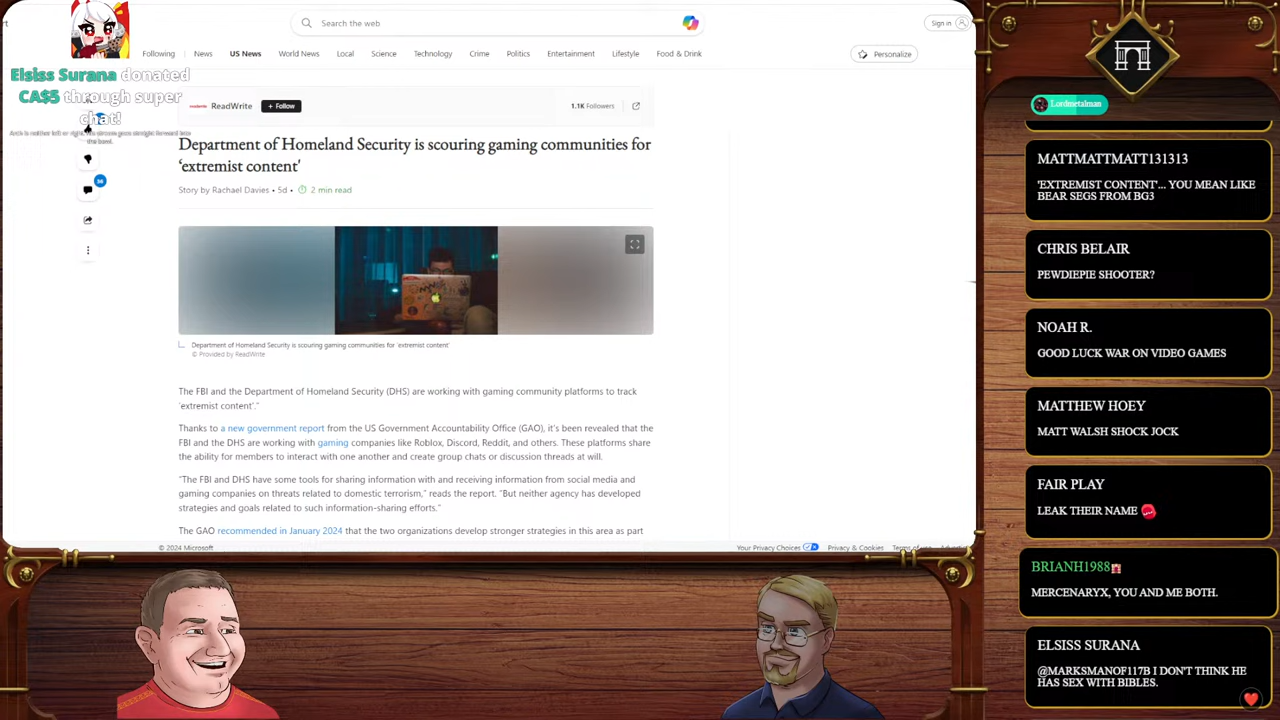 Search the web
Sign in
Following
News
US News
World News
Local
Science
Technology
Crime
Politics
Entertainment
Lifestyle
Food & Drink
Personalize
Elsiss Surana donated
CA$5 through super
chat!
ReadWrite
+ Follow
1.1K Followers
Department of Homeland Security is scouring gaming communities for
‘extremist content'
Story by Rachael Davies • 5d •
2 min read
Department of Homeland Security is scouring gaming communities for 'extremist content'
© Provided by ReadWrite
The FBI and the Department of Homeland Security (DHS) are working with gaming community platforms to track
'extremist content'."
Thanks to a new government report from the US Government Accountability Office (GAO), it's been revealed that the
FBI and the DHS are working with gaming companies like Roblox, Discord, Reddit, and others. These platforms share
the ability for members to interact with one another and create group chats or discussion threads at will.
"The FBI and DHS have some tools for sharing information with and receiving information from social media and
gaming companies on threats related to domestic terrorism," reads the report. "But neither agency has developed
strategies and goals related to such information-sharing efforts."
The GAO recommended in January 2024 that the two organizations develop stronger strategies in this area as part
© 2024 Microsoft
Your Privacy Choices
Privacy & Cookies
Terms of use
Lordmetalman
MATTMATTMATT131313
'EXTREMIST CONTENT'... YOU MEAN LIKE
BEAR SEGS FROM BG3
CHRIS BELAIR
PEWDIEPIE SHOOTER?
NOAH R.
GOOD LUCK WAR ON VIDEO GAMES
MATTHEW HOEY
MATT WALSH SHOCK JOCK
FAIR PLAY
LEAK THEIR NAME
BRIANH1988
MERCENARYX, YOU AND ME BOTH.
ELSISS SURANA
@MARKSMANOF117B I DON'T THINK HE
HAS SEX WITH BIBLES.